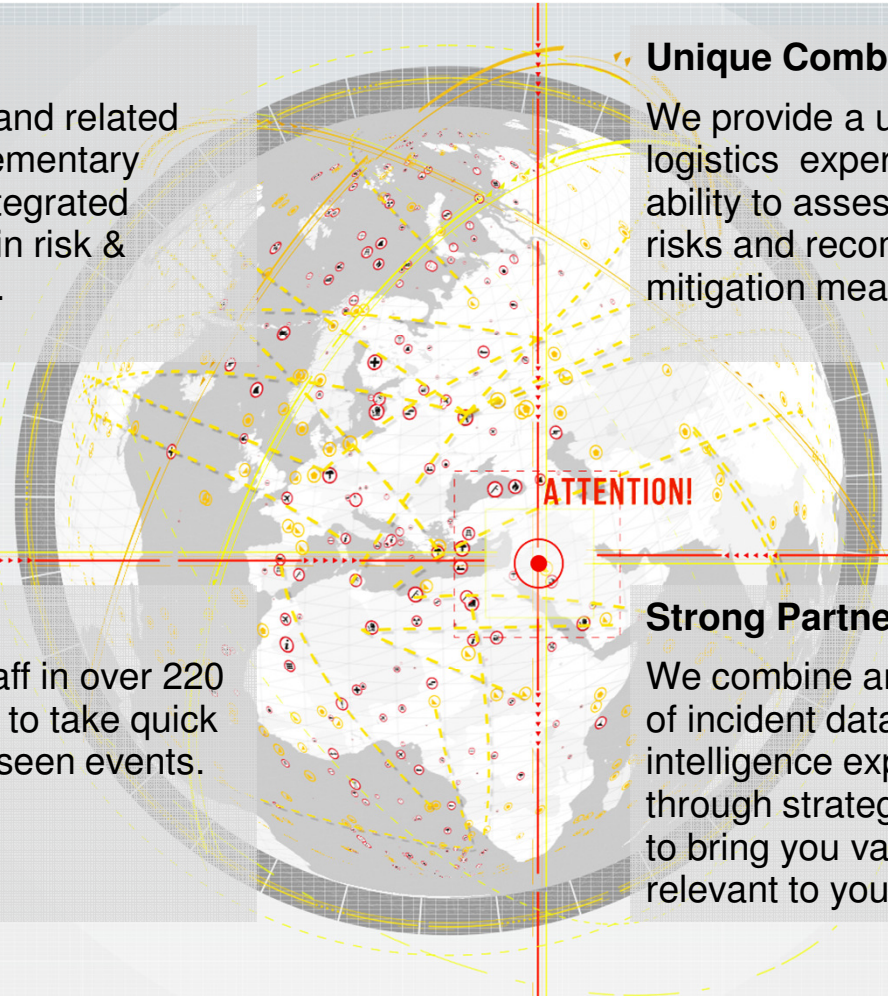 and related
ementary
tegrated
in risk &
.
Unique Comb
We provide a u
logistics exper
ability to asses
risks and recor
mitigation mea
ATTENTION!
aff in over 220
to take quick
seen events.
Strong Partne
We combine ar
of incident data
intelligence exp
through strateg
to bring you va
relevant to you